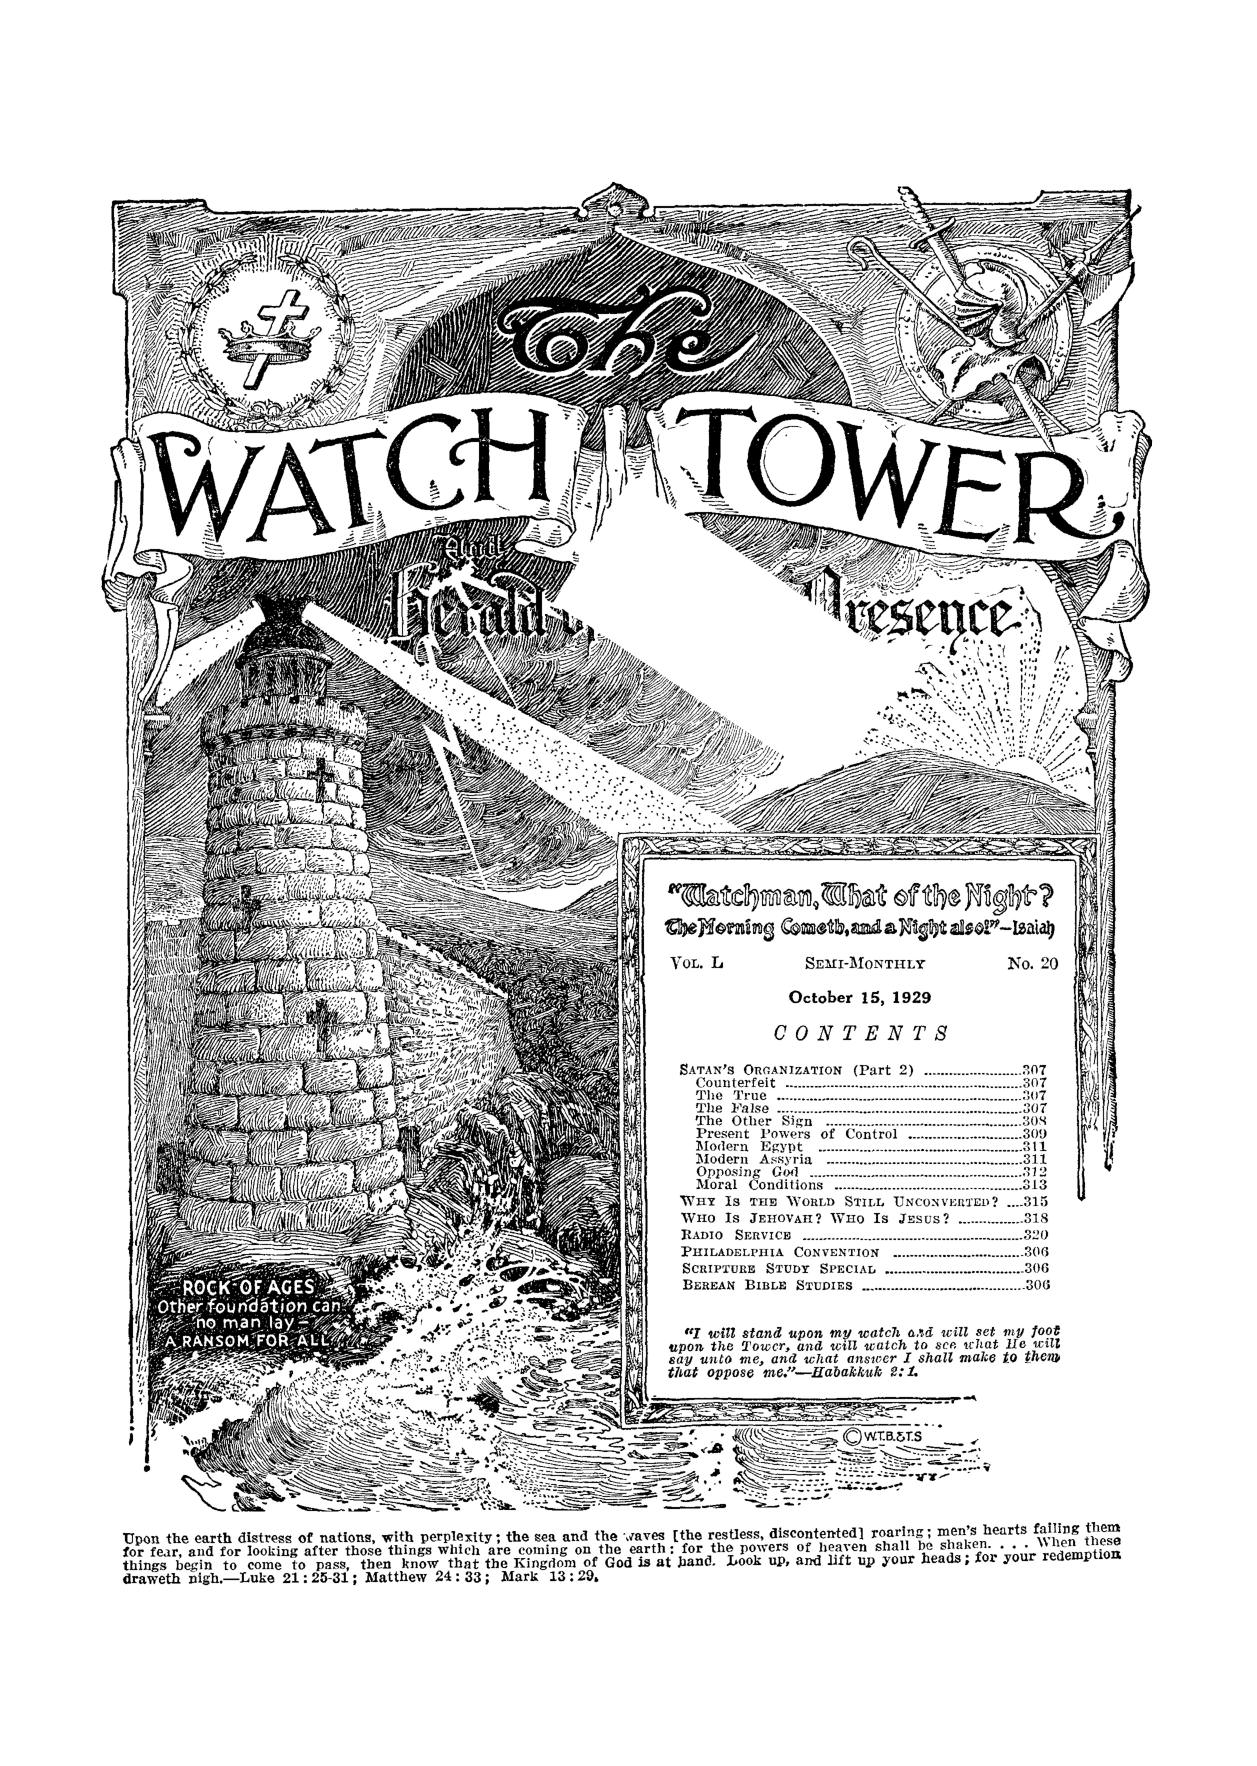 The
WATCH TOWER
And
Herald Presence
"Watchman, What of the Night?
The Morning Cometh, and a Night also!"—Isaiah
VOL. L SEMI-MONTHLY No. 20
October 15, 1929
CONTENTS
SATAN'S ORGANIZATION (Part 2) 307
Counterfeit 307
The True 307
The False 307
The Other Sign 308
Present Powers of Control 309
Modern Egypt 311
Modern Assyria 311
Opposing God 312
Moral Conditions 313
WHY IS THE WORLD STILL UNCONVERTED? 315
WHO IS JEHOVAH? WHO IS JESUS? 318
RADIO SERVICE 320
PHILADELPHIA CONVENTION 306
SCRIPTURE STUDY SPECIAL 306
BEREAN BIBLE STUDIES 306
"I will stand upon my watch and will set my foot
upon the Tower, and will watch to see what He will
say unto me, and what answer I shall make to them
that oppose me."—Habakkuk 2:1.
ROCK OF AGES
Other foundation can
no man lay—
A RANSOM FOR ALL
© W.T.B.&T.S
Upon the earth distress of nations, with perplexity; the sea and the waves [the restless, discontented] roaring; men's hearts failing them
for fear, and for looking after those things which are coming on the earth: for the powers of heaven shall be shaken. . . . When these
things begin to come to pass, then know that the Kingdom of God is at hand. Look up, and lift up your heads; for your redemption
draweth nigh.—Luke 21:25-31; Matthew 24:33; Mark 13:29.